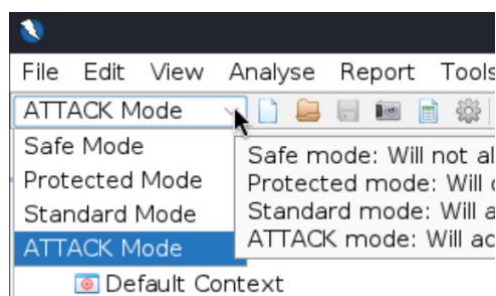 File Edit View Analyse Report Tools
ATTACK Mode
Safe Mode
Protected Mode
Standard Mode
ATTACK Mode
Safe mode: Will not al
Protected mode: Will
Standard mode: Will a
ATTACK mode: Will ac
Default Context